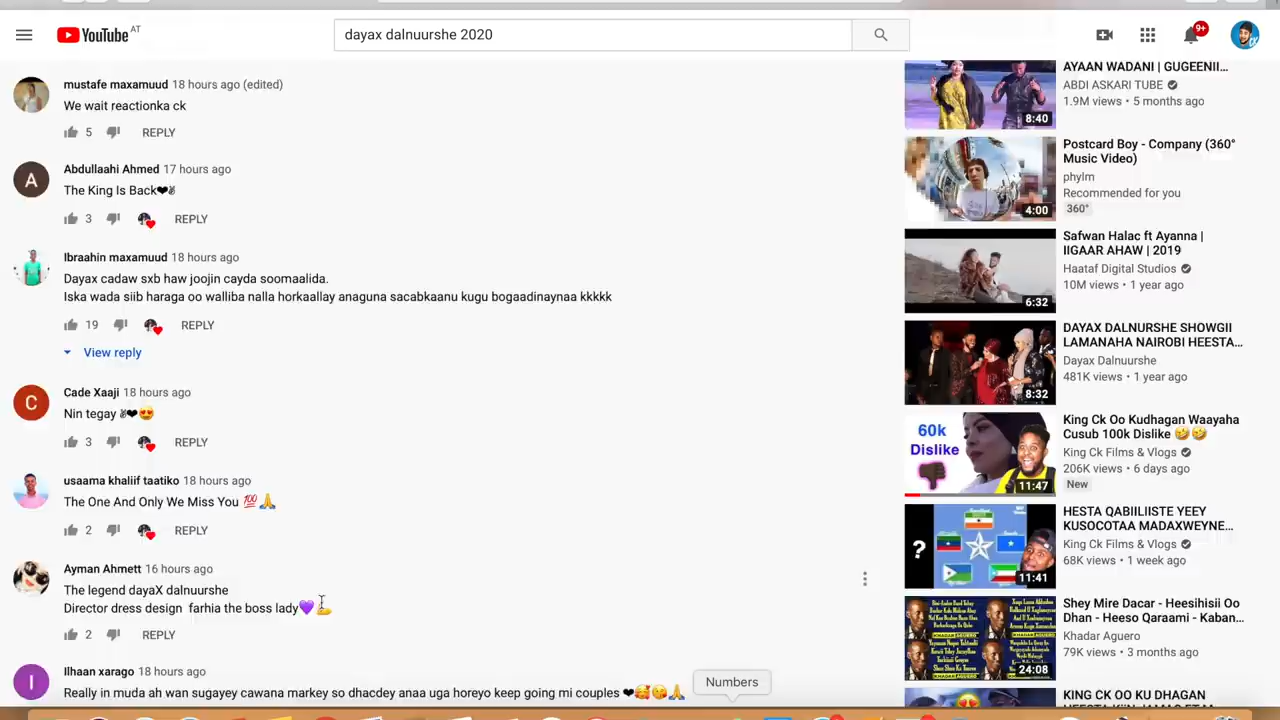 YouTube AT
dayax dalnuurshe 2020
9+
mustafe maxamuud 18 hours ago (edited)
We wait reactionka ck
5 REPLY
A
Abdullaahi Ahmed 17 hours ago
The King Is Back❤✌
3 REPLY
Ibraahin maxamuud 18 hours ago
Dayax cadaw sxb haw joojin cayda soomaalida.
Iska wada siib haraga oo walliba nalla horkaallay anaguna sacabkaanu kugu bogaadinaynaa kkkkk
19 REPLY
View reply
C
Cade Xaaji 18 hours ago
Nin tegay ✌❤😍
3 REPLY
usaama khaliif taatiko 18 hours ago
The One And Only We Miss You 💯🙏
2 REPLY
Ayman Ahmett 16 hours ago
The legend dayaX dalnuurshe
Director dress design farhia the boss lady💜💪
2 REPLY
I
Ilhaan xarago 18 hours ago
Really in muda ah wan sugayey cawana markey so dhacdey anaa uga horeyo keep going mi couples ❤🥰😘🙏
Numbers
AYAAN WADANI | GUGEENII...
ABDI ASKARI TUBE
1.9M views • 5 months ago
8:40
Postcard Boy - Company (360°
Music Video)
phylm
Recommended for you
360°
4:00
Safwan Halac ft Ayanna |
IIGAAR AHAW | 2019
Haataf Digital Studios
10M views • 1 year ago
6:32
DAYAX DALNURSHE SHOWGII
LAMANAHA NAIROBI HEESTA...
Dayax Dalnuurshe
481K views • 1 year ago
8:32
60k
Dislike
11:47
King Ck Oo Kudhagan Waayaha
Cusub 100k Dislike 🤣🤣
King Ck Films & Vlogs
206K views • 6 days ago
New
?
11:41
HESTA QABIILIISTE YEEY
KUSOCOTAA MADAXWEYNE...
King Ck Films & Vlogs
68K views • 1 week ago
KHADAR AGUERO
KHADAR AGUERO
24:08
Shey Mire Dacar - Heesihisii Oo
Dhan - Heeso Qaraami - Kaban...
Khadar Aguero
79K views • 3 months ago
KING CK OO KU DHAGAN